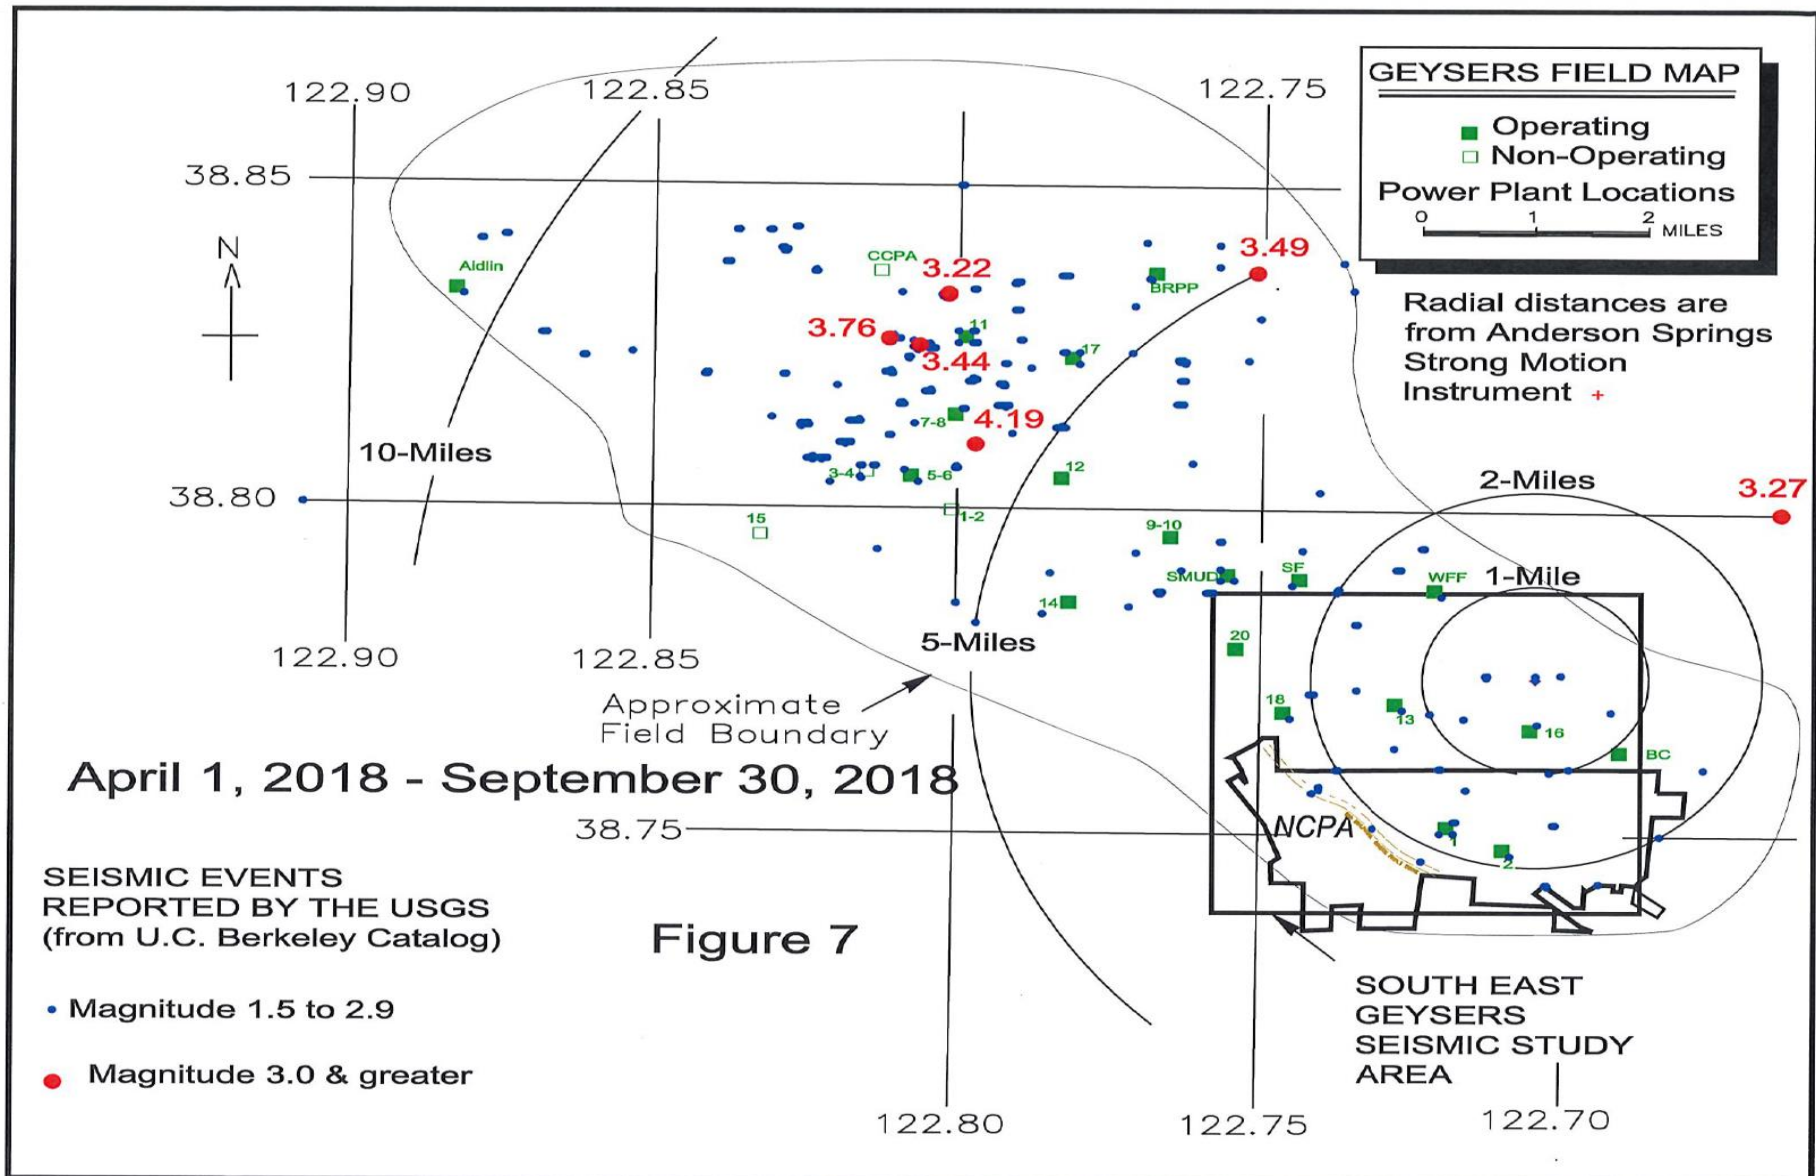 122.90
122.85
122.75
GEYSERS FIELD MAP
Operating
Non-Operating
Power Plant Locations
0 1 2 MILES
38.85
N
Aidlin
CCPA
3.22
3.49
BRPP
Radial distances are
from Anderson Springs
Strong Motion
Instrument +
3.76
11
3.44
17
7-8
4.19
10-Miles
3-4
5-6
12
2-Miles
3.27
38.80
15
1-2
9-10
SMUD
SF
WFF
1-Mile
14
20
5-Miles
122.90
122.85
Approximate
Field Boundary
18
13
16
BC
April 1, 2018 - September 30, 2018
38.75
NCPA
1
2
SEISMIC EVENTS
REPORTED BY THE USGS
(from U.C. Berkeley Catalog)
Figure 7
Magnitude 1.5 to 2.9
Magnitude 3.0 & greater
SOUTH EAST
GEYSERS
SEISMIC STUDY
AREA
122.80
122.75
122.70